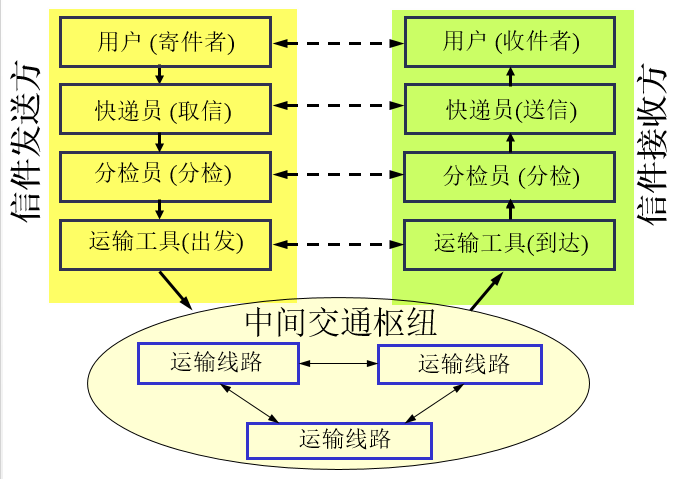 信件发送方
用户 (寄件者)
快递员 (取信)
分检员 (分检)
运输工具(出发)
用户 (收件者)
快递员(送信)
分检员 (分检)
运输工具(到达)
信件接收方
中间交通枢纽
运输线路
运输线路
运输线路